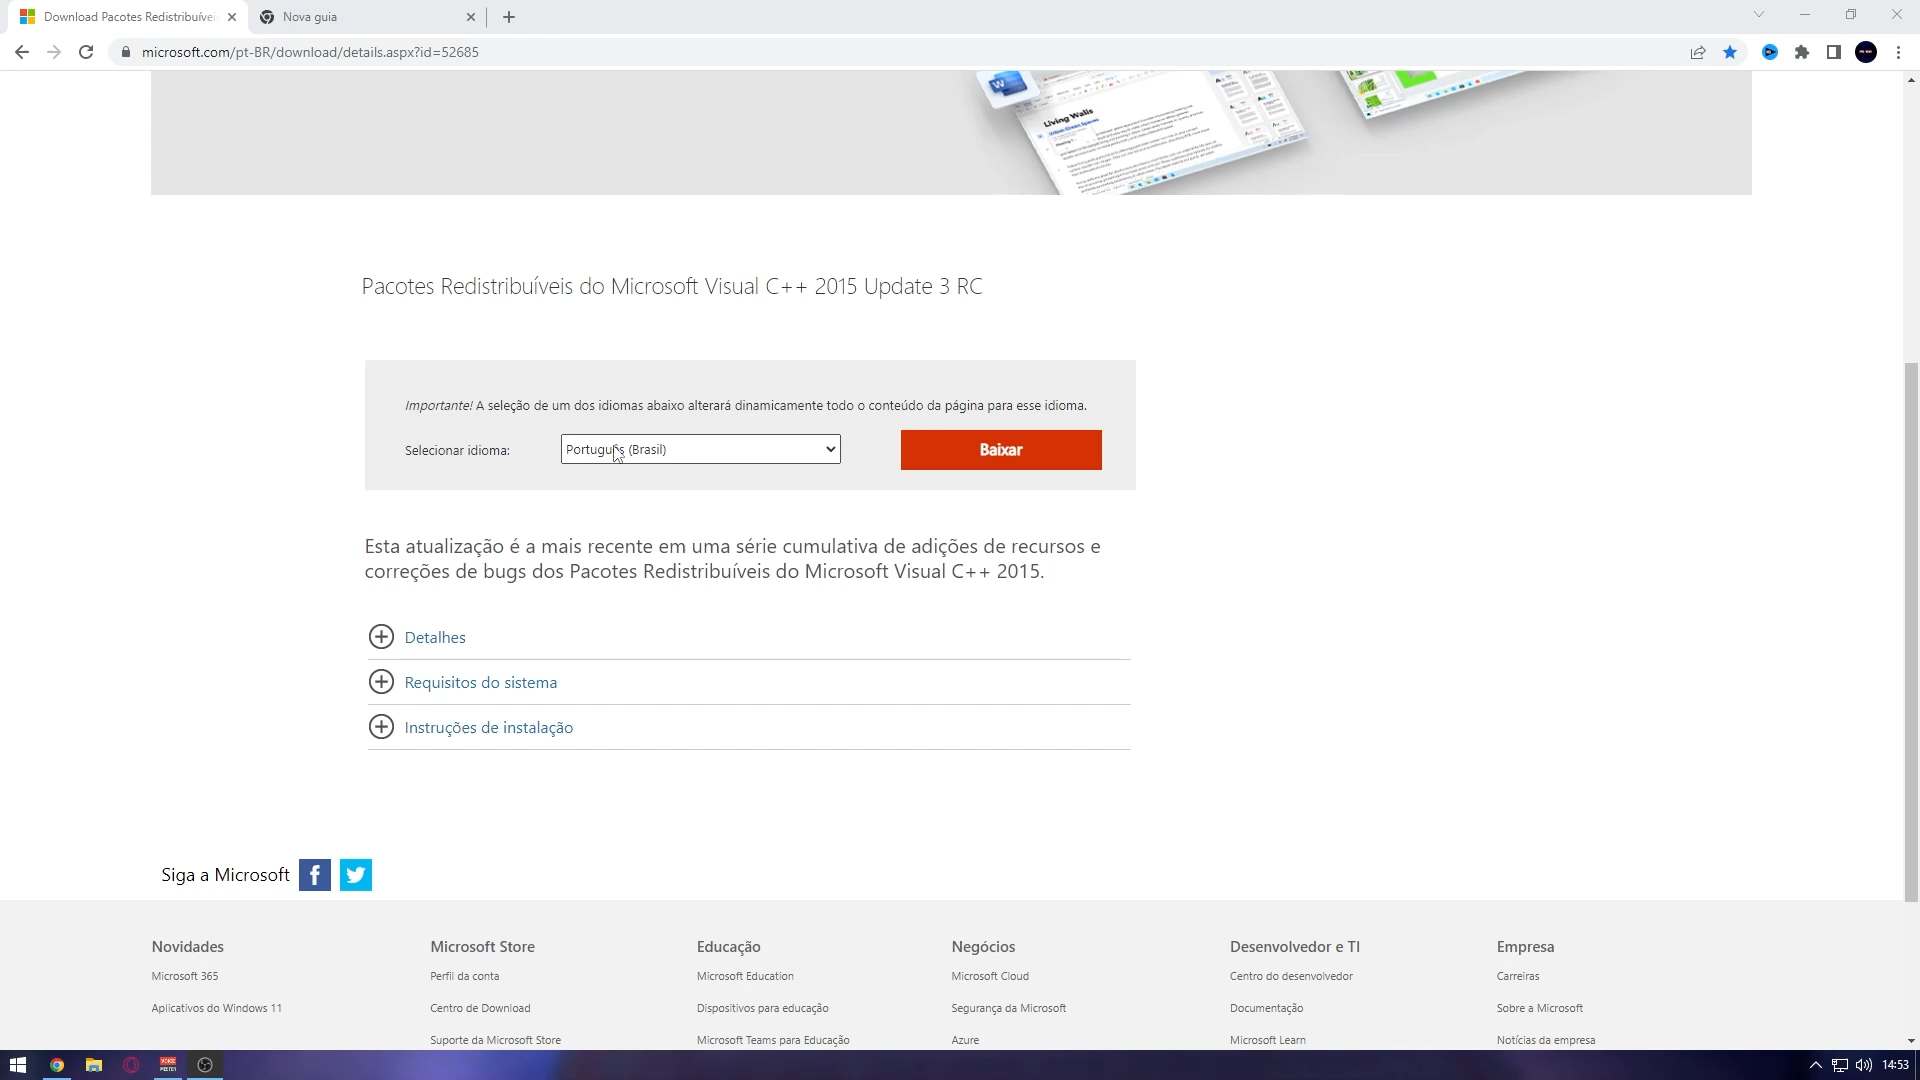 Download Pacotes Redistribuívei
Nova guia
microsoft.com/pt-BR/download/details.aspx?id=52685
Living Walls
Pacotes Redistribuíveis do Microsoft Visual C++ 2015 Update 3 RC
Importante! A seleção de um dos idiomas abaixo alterará dinamicamente todo o conteúdo da página para esse idioma.
Selecionar idioma:
Português (Brasil)
Baixar
Esta atualização é a mais recente em uma série cumulativa de adições de recursos e
correções de bugs dos Pacotes Redistribuíveis do Microsoft Visual C++ 2015.
Detalhes
Requisitos do sistema
Instruções de instalação
Siga a Microsoft
Novidades
Microsoft 365
Aplicativos do Windows 11
Microsoft Store
Perfil da conta
Centro de Download
Suporte da Microsoft Store
Educação
Microsoft Education
Dispositivos para educação
Microsoft Teams para Educação
Negócios
Microsoft Cloud
Segurança da Microsoft
Azure
Desenvolvedor e TI
Centro do desenvolvedor
Documentação
Microsoft Learn
Empresa
Carreiras
Sobre a Microsoft
Notícias da empresa
14:53